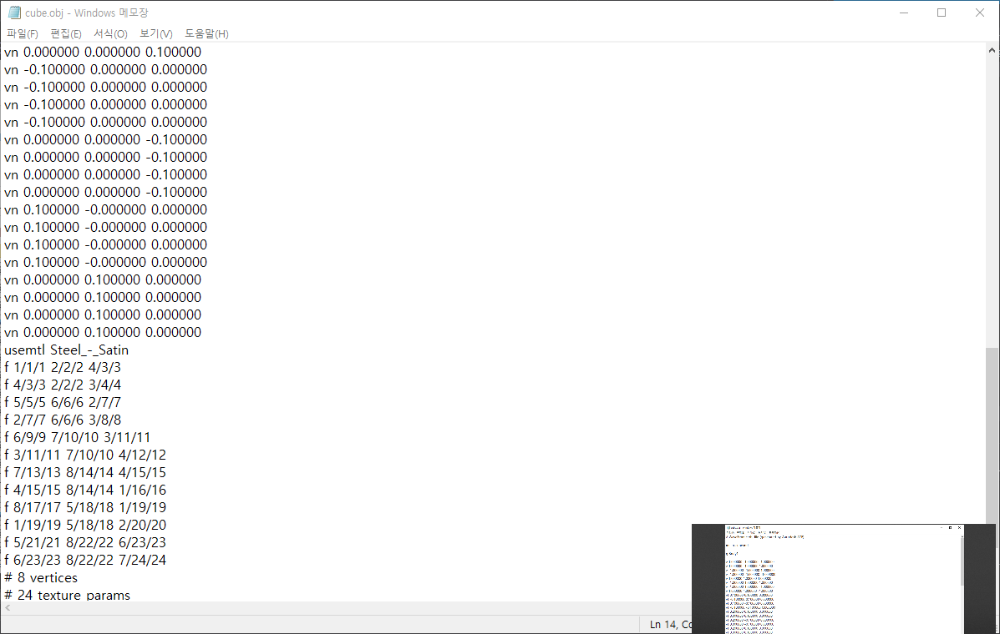 cube.obj - Windows 메모장
파일(F) 편집(E) 서식(O) 보기(V) 도움말(H)
vn 0.000000 0.000000 0.100000
vn -0.100000 0.000000 0.000000
vn -0.100000 0.000000 0.000000
vn -0.100000 0.000000 0.000000
vn -0.100000 0.000000 0.000000
vn 0.000000 0.000000 -0.100000
vn 0.000000 0.000000 -0.100000
vn 0.000000 0.000000 -0.100000
vn 0.000000 0.000000 -0.100000
vn 0.100000 -0.000000 0.000000
vn 0.100000 -0.000000 0.000000
vn 0.100000 -0.000000 0.000000
vn 0.100000 -0.000000 0.000000
vn 0.000000 0.100000 0.000000
vn 0.000000 0.100000 0.000000
vn 0.000000 0.100000 0.000000
vn 0.000000 0.100000 0.000000
usemtl Steel_-_Satin
f 1/1/1 2/2/2 4/3/3
f 4/3/3 2/2/2 3/4/4
f 5/5/5 6/6/6 2/7/7
f 2/7/7 6/6/6 3/8/8
f 6/9/9 7/10/10 3/11/11
f 3/11/11 7/10/10 4/12/12
f 7/13/13 8/14/14 4/15/15
f 4/15/15 8/14/14 1/16/16
f 8/17/17 5/18/18 1/19/19
f 1/19/19 5/18/18 2/20/20
f 5/21/21 8/22/22 6/23/23
f 6/23/23 8/22/22 7/24/24
# 8 vertices
# 24 texture params
Ln 14,